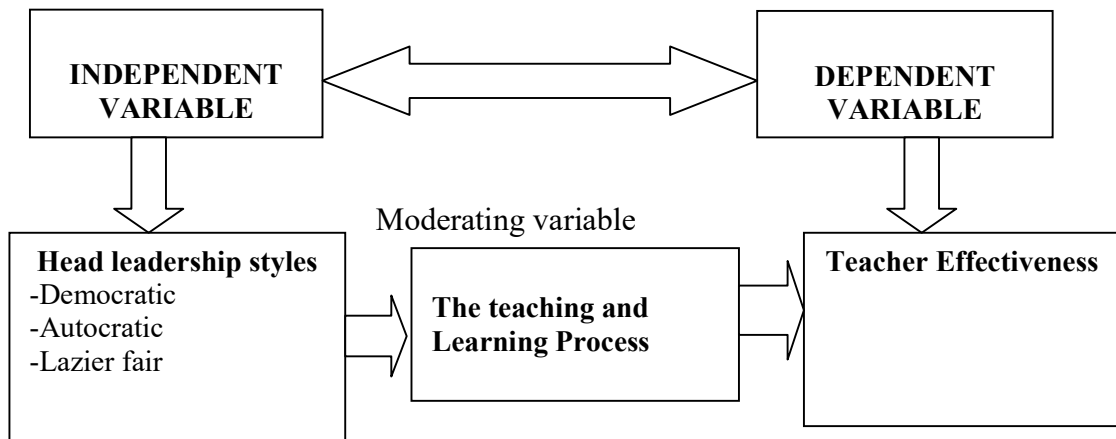 INDEPENDENT
VARIABLE
DEPENDENT
VARIABLE
Moderating variable
Head leadership styles
-Democratic
-Autocratic
-Lazier fair
The teaching and
Learning Process
Teacher Effectiveness